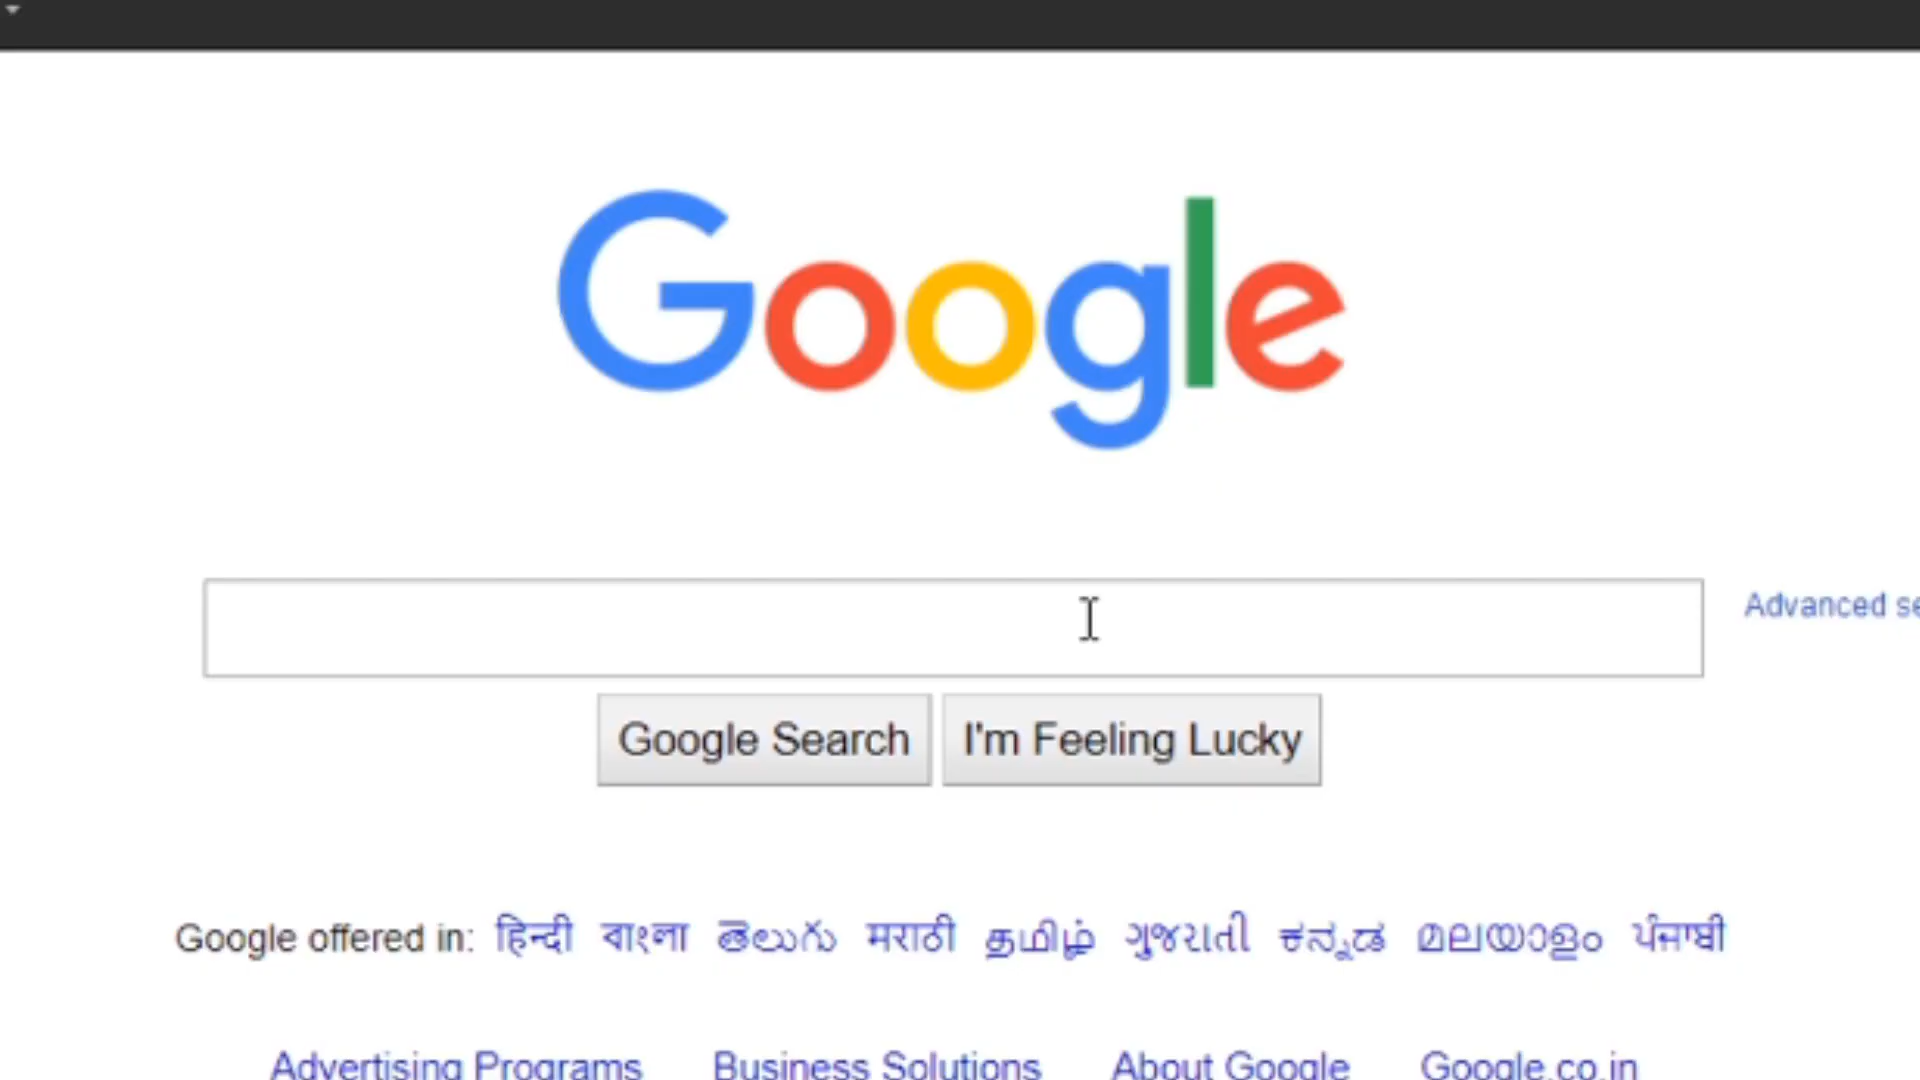 Google
Advanced
Google Search I'm Feeling Lucky
Google offered in: हिन्दी বাংলা తెలుగు मराठी தமிழ் ગુજરાતી ಕನ್ನಡ മലയാളം ਪੰਜਾਬੀ
Advertising Programs Business Solutions About Google Google.co.in